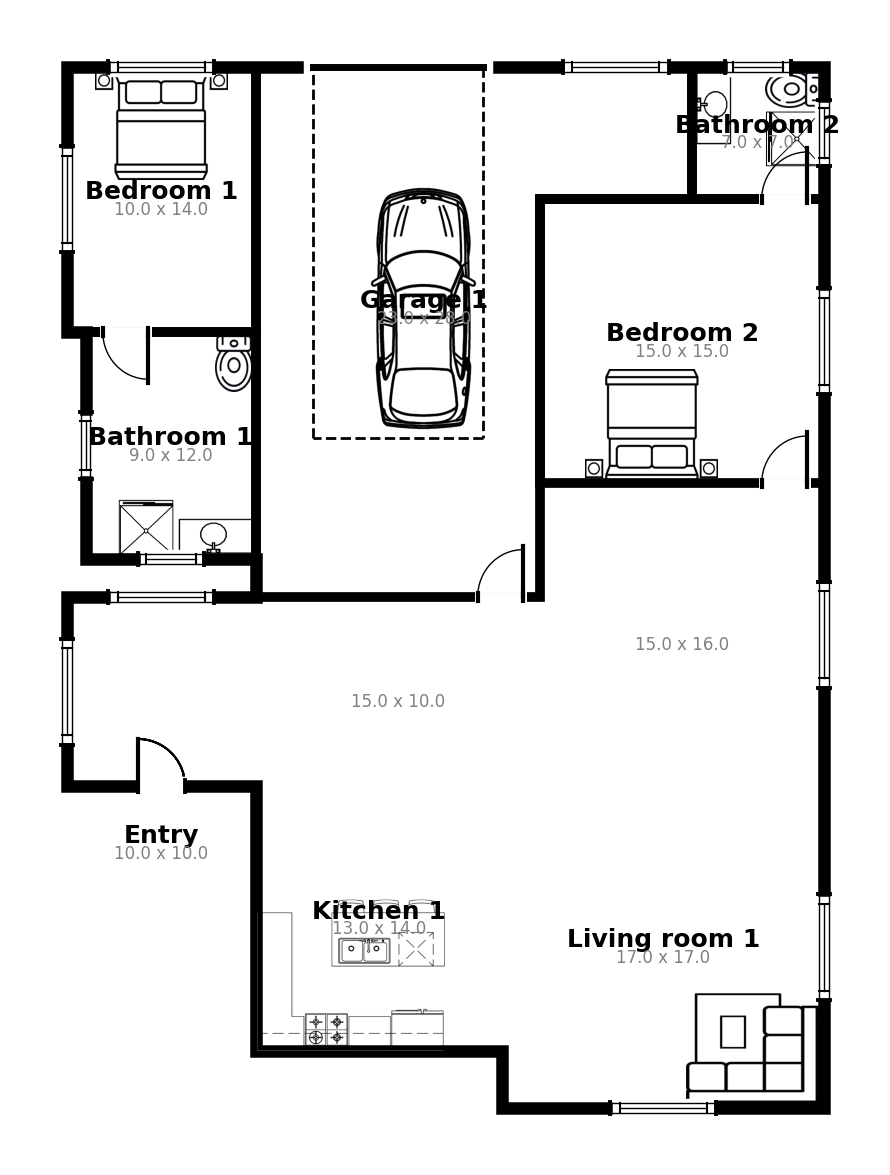 Bathroom 2
7.0 x 7.0
Bedroom 1
10.0 x 14.0
Garage 1
23.0 x 28.0
Bedroom 2
15.0 x 15.0
Bathroom 1
9.0 x 12.0
15.0 x 16.0
15.0 x 10.0
Entry
10.0 x 10.0
Kitchen 1
13.0 x 14.0
Living room 1
17.0 x 17.0